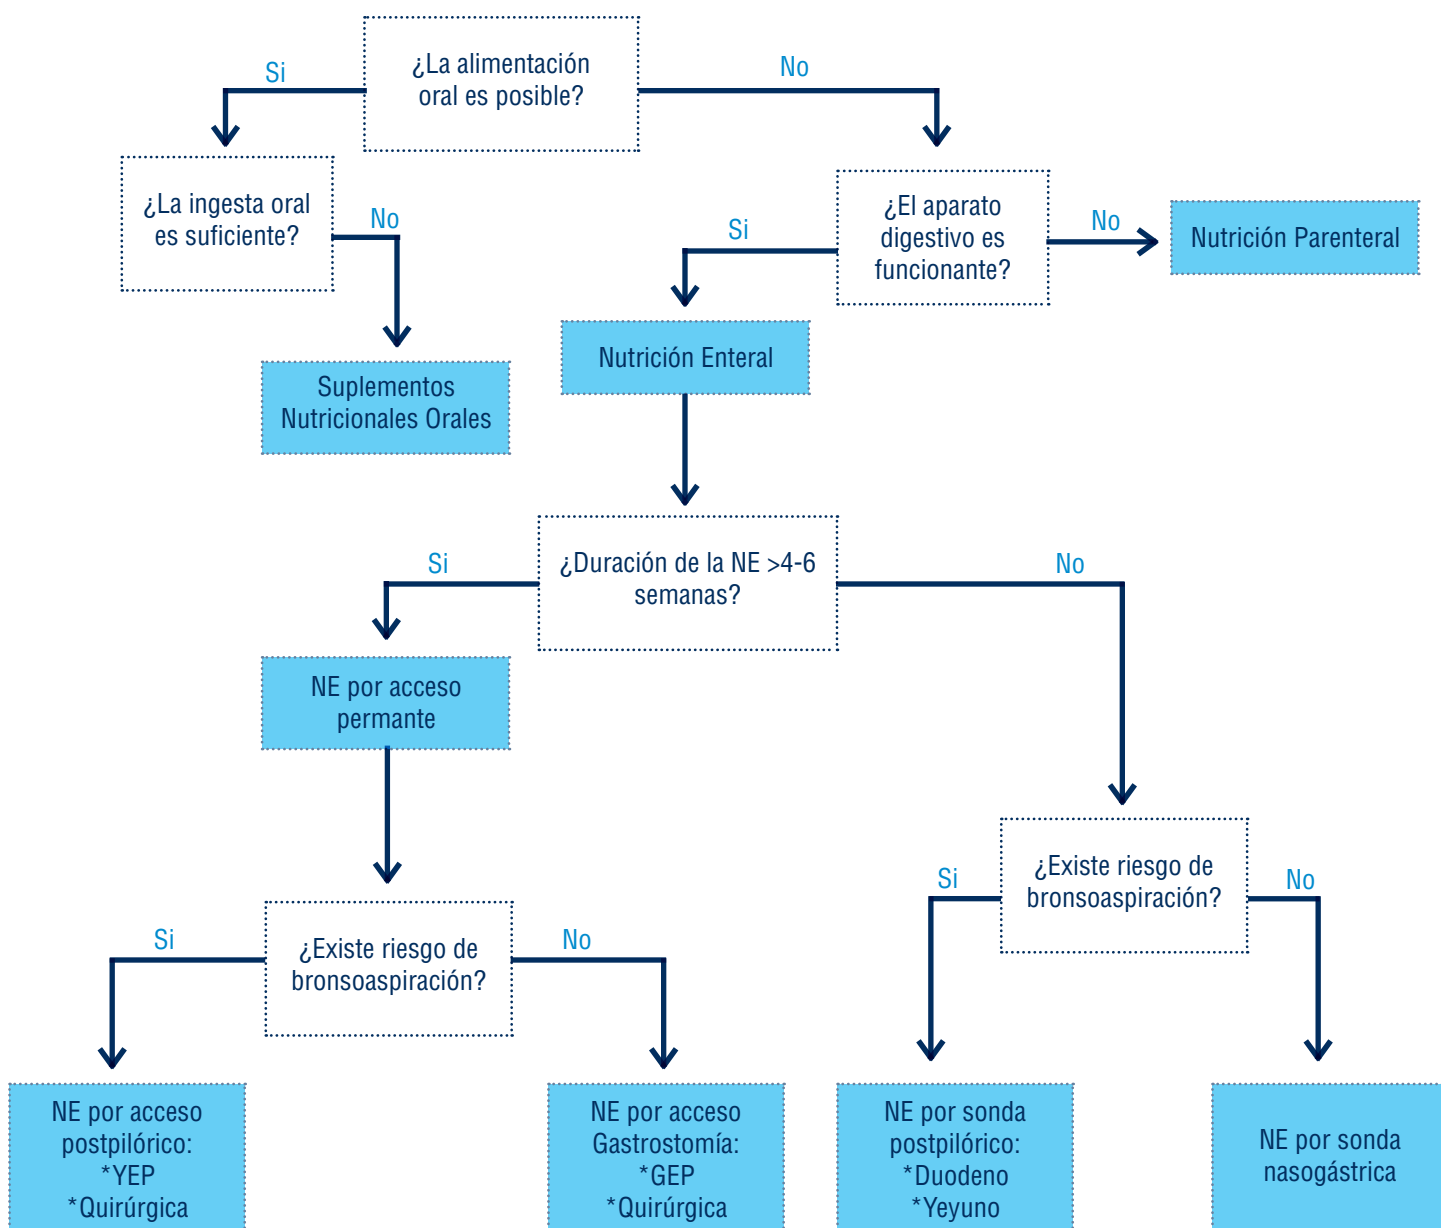 ¿La alimentación
oral es posible?
Si
No
¿La ingesta oral
es suficiente?
No
¿El aparato
digestivo es
funcionante?
Si
No
Nutrición Parenteral
Nutrición Enteral
Suplementos
Nutricionales Orales
¿Duración de la NE >4-6
semanas?
Si
No
NE por acceso
permante
¿Existe riesgo de
bronsoaspiración?
Si
No
¿Existe riesgo de
bronsoaspiración?
Si
No
NE por acceso
postpilórico:
*YEP
*Quirúrgica
NE por acceso
Gastrostomía:
*GEP
*Quirúrgica
NE por sonda
postpilórico:
*Duodeno
*Yeyuno
NE por sonda
nasogástrica